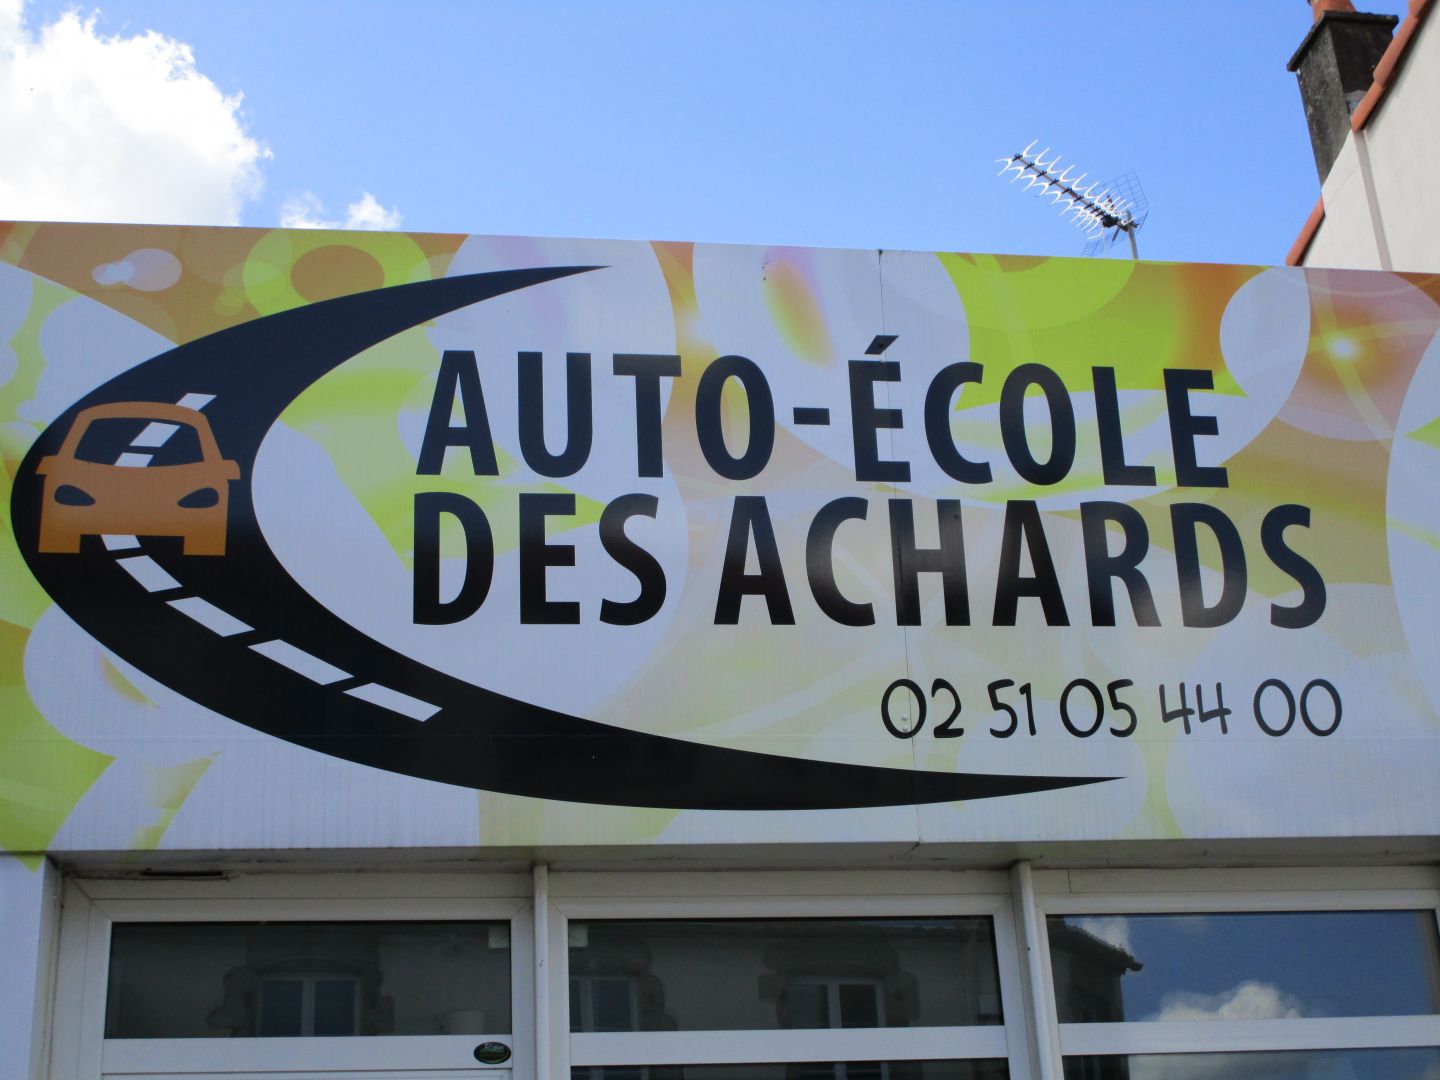 AUTO-ÉCOLE
DES ACHARDS
02 51 05 44 00